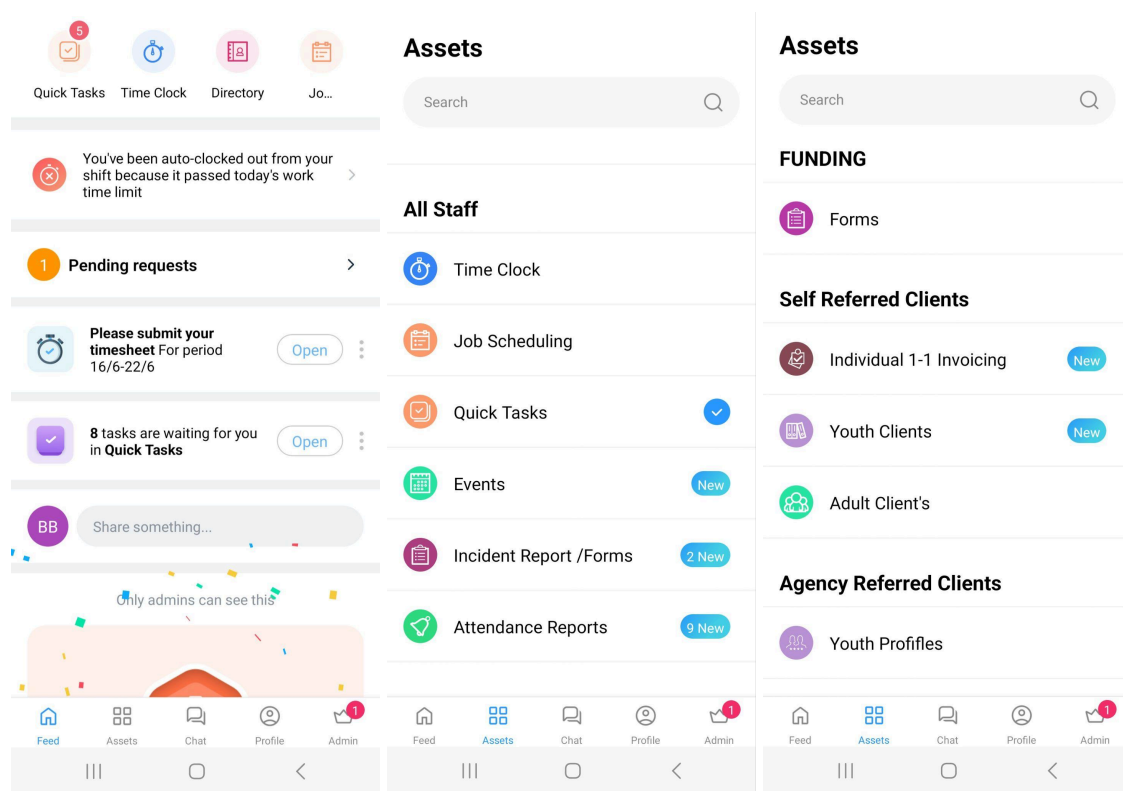 5
Quick Tasks Time Clock Directory Jo...
You've been auto-clocked out from your
shift because it passed today's work
time limit
1 Pending requests
Please submit your
timesheet For period
16/6-22/6
Open
8 tasks are waiting for you
in Quick Tasks
Open
BB Share something...
Only admins can see this
Feed Assets Chat Profile 1 Admin
Assets
Search
All Staff
Time Clock
Job Scheduling
Quick Tasks
Events New
Incident Report /Forms 2 New
Attendance Reports 9 New
Feed Assets Chat Profile 1 Admin
Assets
Search
FUNDING
Forms
Self Referred Clients
Individual 1-1 Invoicing New
Youth Clients New
Adult Client's
Agency Referred Clients
Youth Profifles
Feed Assets Chat Profile 1 Admin